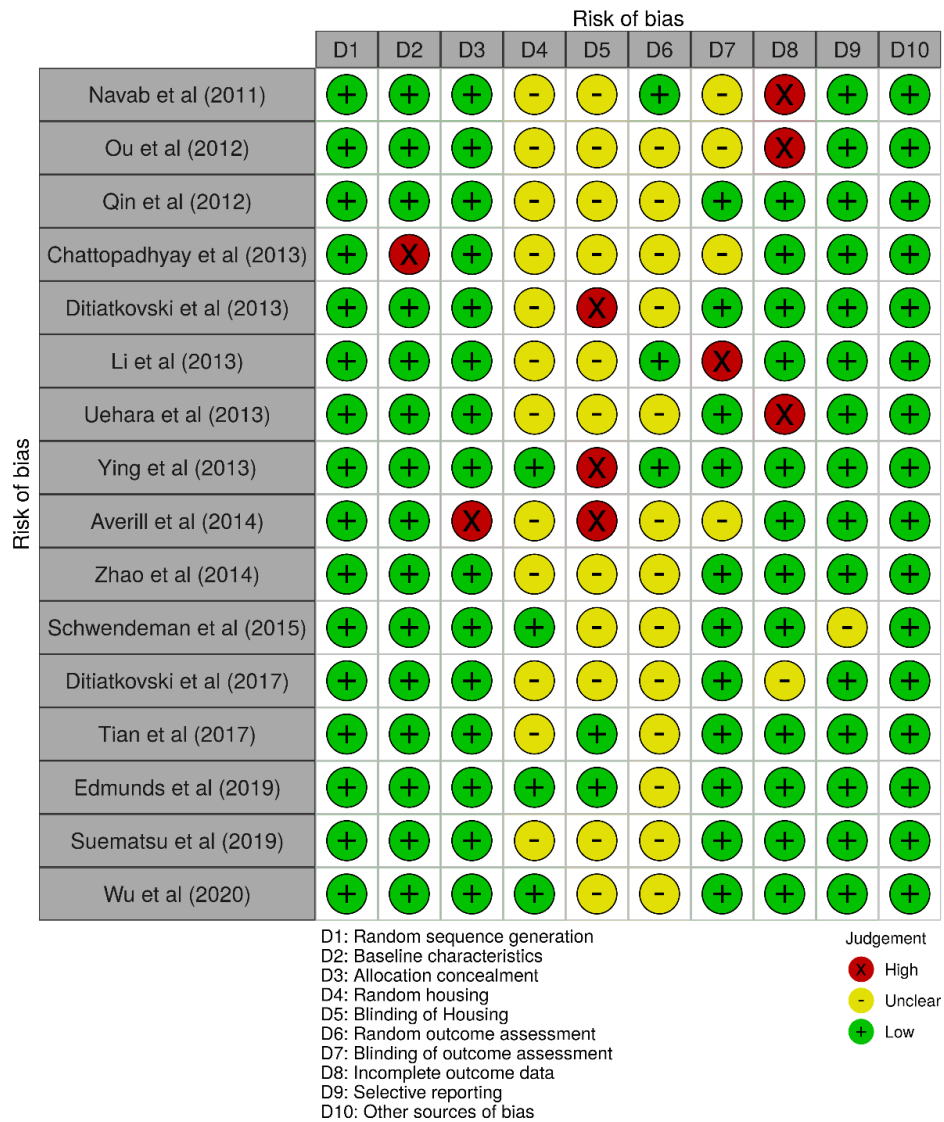 Risk of bias
D1 D2 D3 D4 D5 D6 D7 D8 D9 D10
Navab et al (2011) + + + - - + - X + +
Ou et al (2012) + + + - - - - X + +
Qin et al (2012) + + + - - - + + + +
Chattopadhyay et al (2013) + X + - - - - + + +
Ditiatkovski et al (2013) + + + - X - + + + +
Li et al (2013) + + + - - + X + + +
Uehara et al (2013) + + + - - - + X + +
Ying et al (2013) + + + + X + + + + +
Averill et al (2014) + + X - X - - + + +
Zhao et al (2014) + + + - - - + + + +
Schwendeman et al (2015) + + + + - - + + - +
Ditiatkovski et al (2017) + + + - - - + - + +
Tian et al (2017) + + + - + - + + + +
Edmunds et al (2019) + + + + + - + + + +
Suematsu et al (2019) + + + - - - + + + +
Wu et al (2020) + + + + - - + + + +
Risk of bias
D1: Random sequence generation
D2: Baseline characteristics
D3: Allocation concealment
D4: Random housing
D5: Blinding of Housing
D6: Random outcome assessment
D7: Blinding of outcome assessment
D8: Incomplete outcome data
D9: Selective reporting
D10: Other sources of bias
Judgement
X High
- Unclear
+ Low